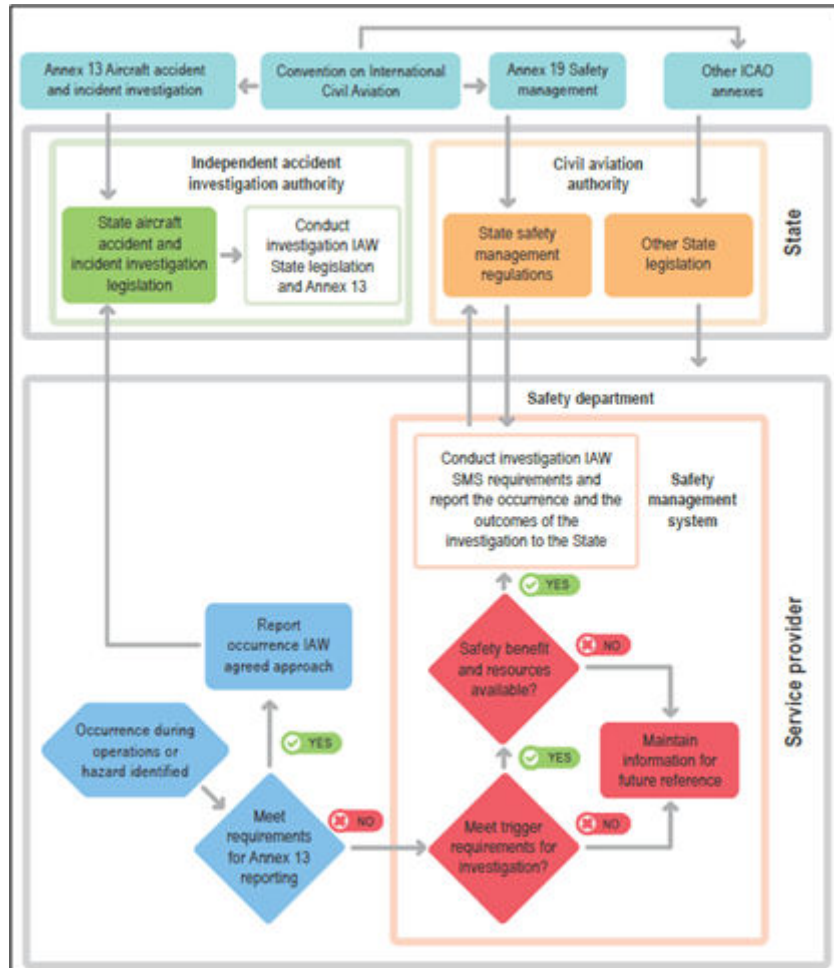 Annex 13 Aircraft accident
and incident investigation
Convention on International
Civil Aviation
Annex 19 Safety
management
Other ICAO
annexes
Independent accident
investigation authority
Civil aviation
authority
State aircraft
accident and
incident investigation
legislation
Conduct
investigation IAW
State legislation
and Annex 13
State safety
management
regulations
Other State
legislation
State
Safety department
Conduct investigation IAW
SMS requirements and
report the occurrence and the
outcomes of the
investigation to the State
Safety
management
system
YES
Report
occurrence IAW
agreed approach
Safety benefit
and resources
available?
NO
Service provider
Occurrence during
operations or
hazard identified
YES
YES
Maintain
information for
future reference
Meet
requirements
for Annex 13
reporting
NO
Meet trigger
requirements for
investigation?
NO